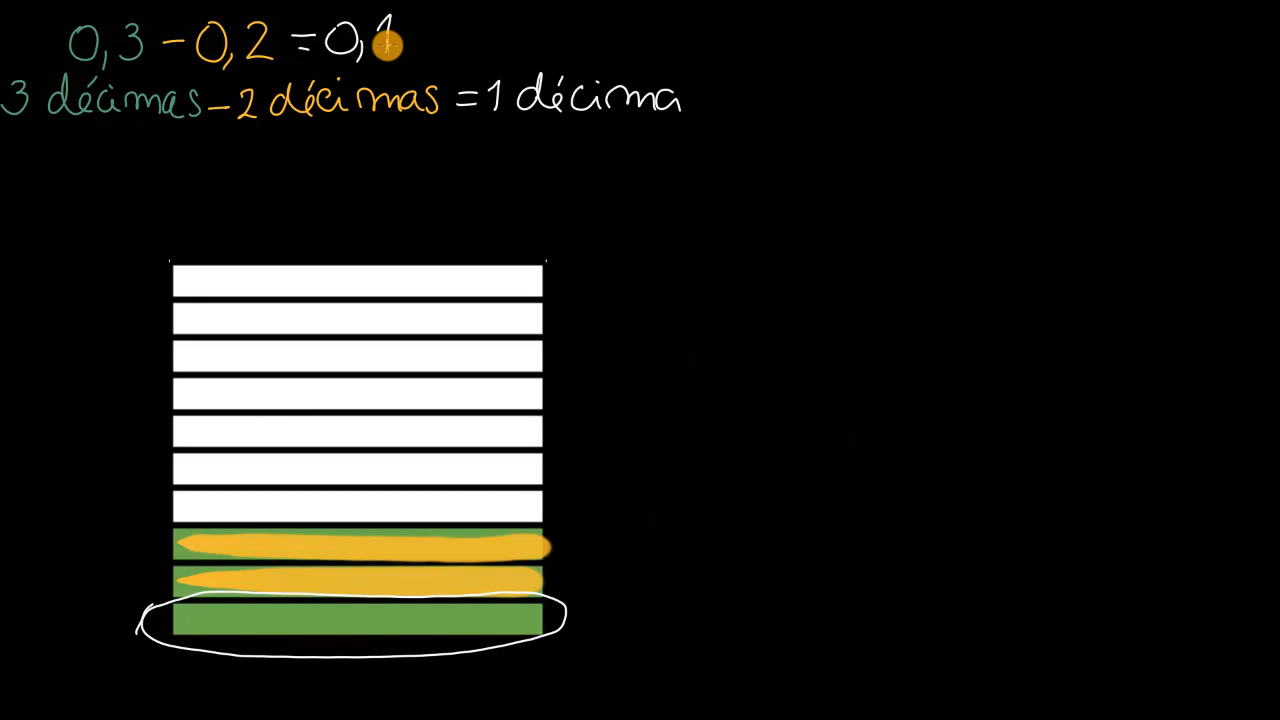 0,3 - 0,2 = 0,1
3 décimas - 2 décimas = 1 décima